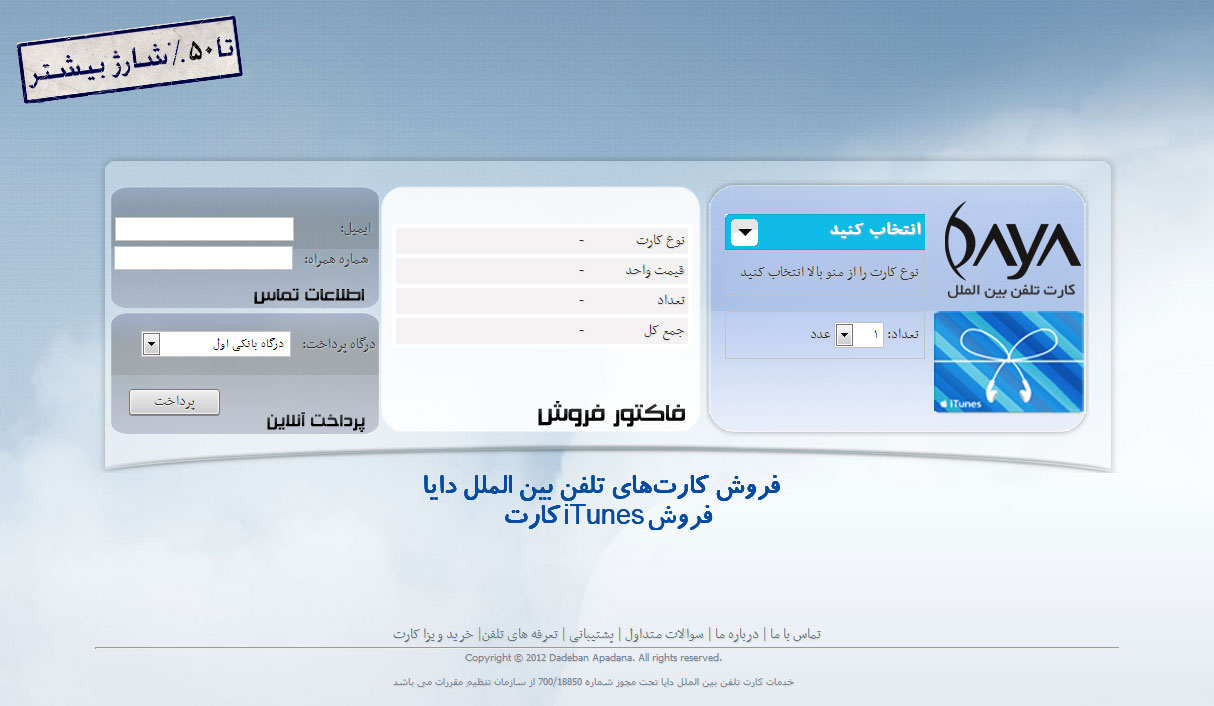 تا ۵۰٪ شارژ بیشتر
DAYA
کارت تلفن بین الملل
iTunes
انتخاب کنید
نوع کارت را از منو بالا انتخاب کنید
تعداد: ۱ عدد
نوع کارت -
قیمت واحد -
تعداد -
جمع کل -
فاکتور فروش
ایمیل:
شماره همراه:
اطلاعات تماس
درگاه پرداخت: درگاه بانکی اول
پرداخت
پرداخت آنلاین
فروش کارت‌های تلفن بین الملل دایا
فروش iTunes کارت
تماس با ما | درباره ما | سوالات متداول | پشتیبانی | تعرفه های تلفن| خرید ویزا کارت
Copyright © 2012 Dadeban Apadana. All rights reserved.
خدمات کارت تلفن بین الملل دایا تحت مجوز شماره 700/18850 از سازمان تنظیم مقررات می باشد